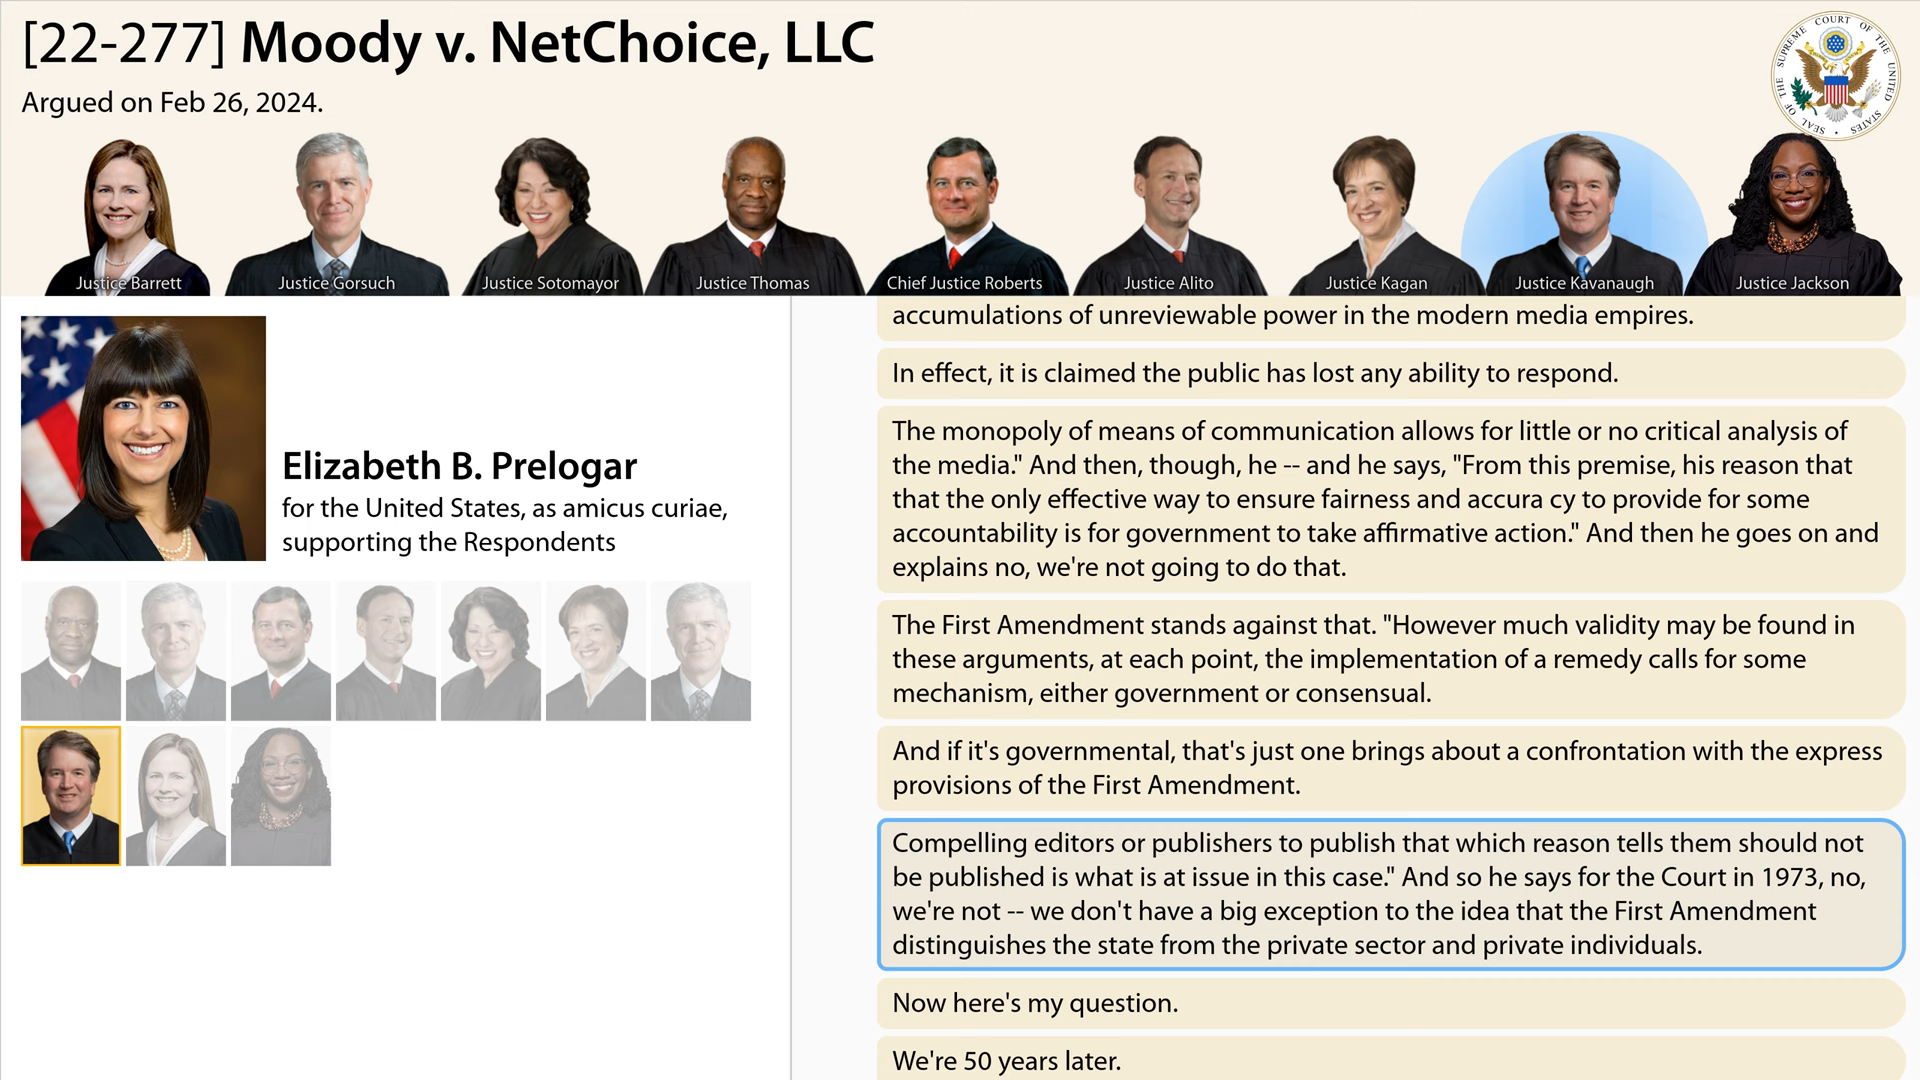 [22-277] Moody v. NetChoice, LLC
Argued on Feb 26, 2024.
SEAL OF THE SUPREME COURT OF THE UNITED STATES
Justice Barrett
Justice Gorsuch
Justice Sotomayor
Justice Thomas
Chief Justice Roberts
Justice Alito
Justice Kagan
Justice Kavanaugh
Justice Jackson
Elizabeth B. Prelogar
for the United States, as amicus curiae,
supporting the Respondents
accumulations of unreviewable power in the modern media empires.
In effect, it is claimed the public has lost any ability to respond.
The monopoly of means of communication allows for little or no critical analysis of
the media." And then, though, he -- and he says, "From this premise, his reason that
that the only effective way to ensure fairness and accura cy to provide for some
accountability is for government to take affirmative action." And then he goes on and
explains no, we're not going to do that.
The First Amendment stands against that. "However much validity may be found in
these arguments, at each point, the implementation of a remedy calls for some
mechanism, either government or consensual.
And if it's governmental, that's just one brings about a confrontation with the express
provisions of the First Amendment.
Compelling editors or publishers to publish that which reason tells them should not
be published is what is at issue in this case." And so he says for the Court in 1973, no,
we're not -- we don't have a big exception to the idea that the First Amendment
distinguishes the state from the private sector and private individuals.
Now here's my question.
We're 50 years later.